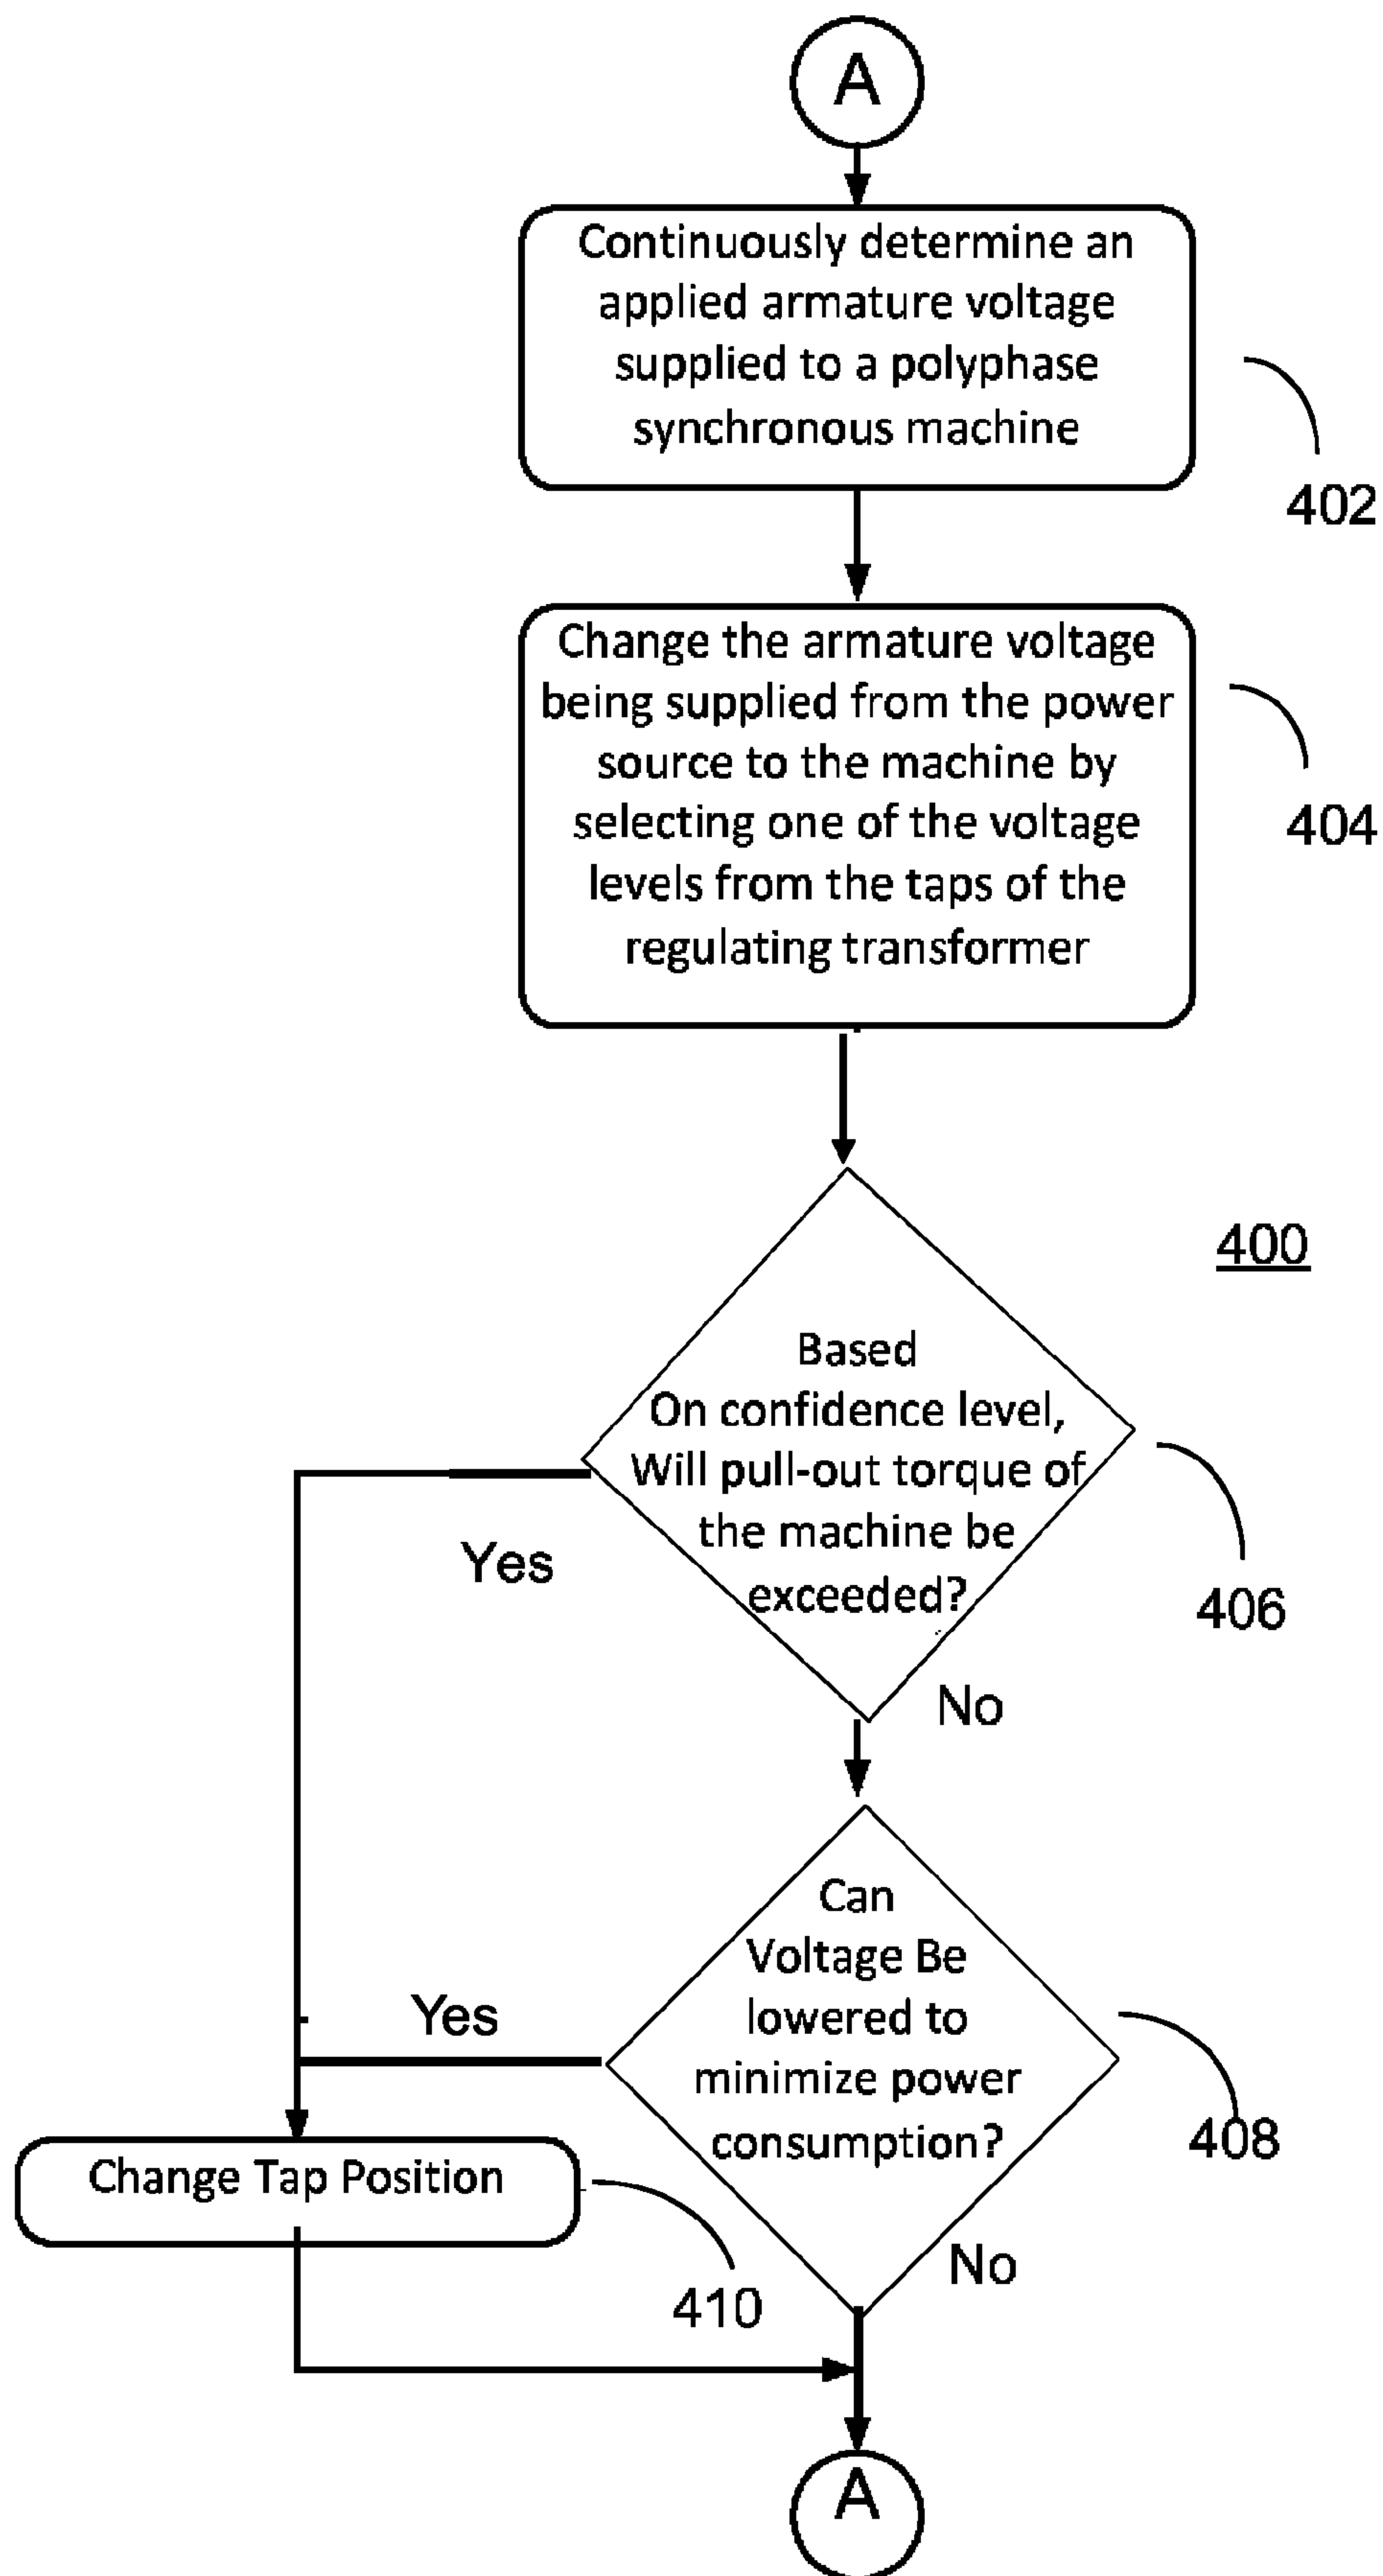 A
Continuously determine an
applied armature voltage
supplied to a polyphase
synchronous machine
402
Change the armature voltage
being supplied from the power
source to the machine by
selecting one of the voltage
levels from the taps of the
regulating transformer
404
400
Based
On confidence level,
Will pull-out torque of
the machine be
exceeded?
406
Yes
No
Can
Voltage Be
lowered to
minimize power
consumption?
408
Yes
No
Change Tap Position
410
A